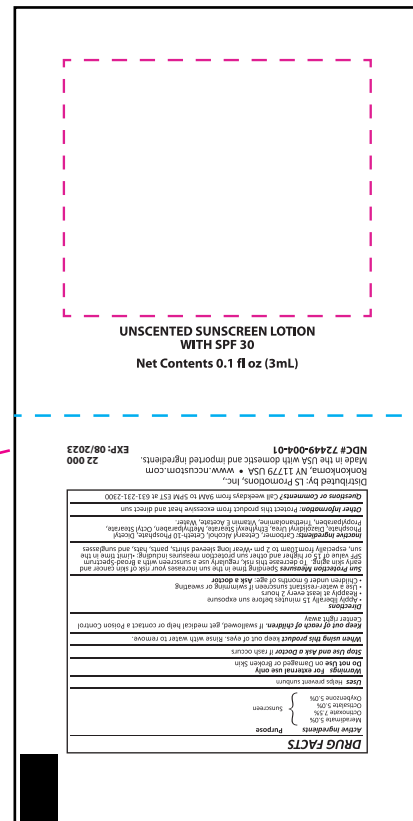 UNSCENTED SUNSCREEN LOTION
WITH SPF 30
Net Contents 0.1 fl oz (3mL)
DRUG FACTS
Active Ingredients Purpose
Meradimate 5.0%
Octinoxate 7.5%
Octisalate 5.0%
Oxybenzone 5.0%
Sunscreen
Uses Helps prevent sunburn
Warnings For external use only
Do not Use on Damaged or Broken Skin
Stop Use and Ask a Doctor If rash occurs
When using this product keep out of eyes. Rinse with water to remove.
Keep out of reach of children. If swallowed, get medical help or contact a Poison Control
Center right away
Directions
• Apply liberally 15 minutes before sun exposure
• Reapply at least every 2 hours
• Use a water-resistant sunscreen if swimming or sweating
• Children under 6 months of age: Ask a doctor
Sun Protection Measures Spending time in the sun increases your risk of skin cancer and
early skin aging. To decrease this risk, regularly use a sunscreen with a Broad-Spectrum
SPF value of 15 or higher and other sun protection measures including: •Limit time in the
sun, especially from 10am to 2 pm •Wear long sleeved shirts, pants, hats, and sunglasses
Inactive Ingredients: Carbomer, Cetearyl Alcohol, Ceteth-10 Phosphate, Dicetyl
Phosphate, Diazolidinyl Urea, Ethylhexyl Stearate, Methylparaben, Octyl Stearate,
Propylparaben, Triethanolamine, Vitamin E Acetate, Water.
Other Information: Protect this product from excessive heat and direct sun
Questions or Comments? Call weekdays from 9AM to 5PM EST at 631-231-2300
Distributed by: LS Promotions, Inc.,
Ronkonkoma, NY 11779 USA • www.nccustom.com
Made in the USA with domestic and imported ingredients.
22 000
NDC# 72449-004-01
EXP: 08/2023